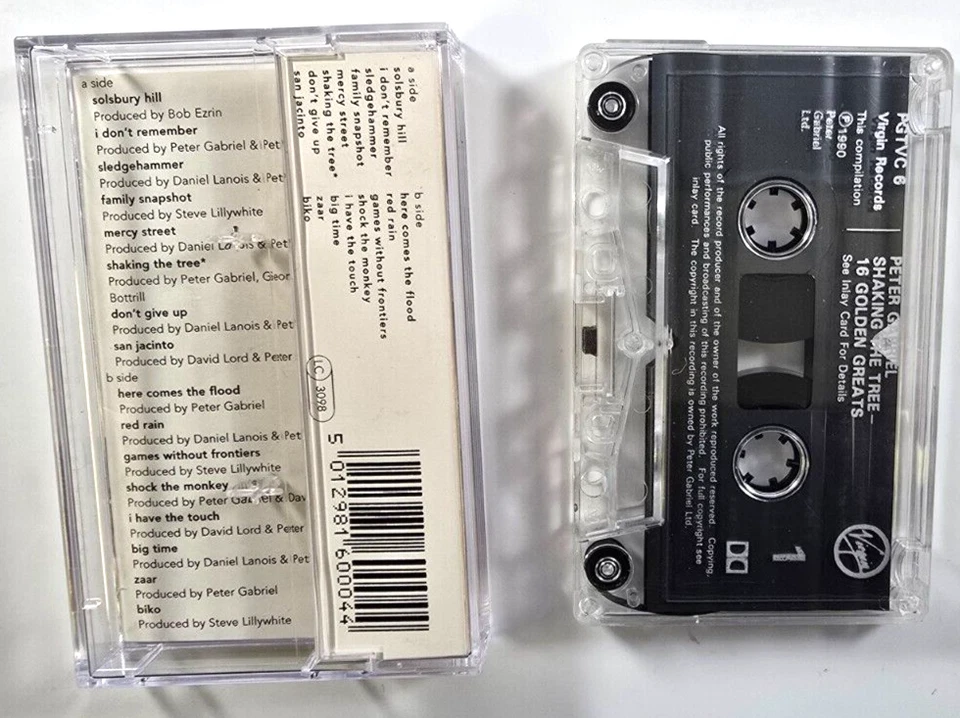 a side
solsbury hill
Produced by Bob Ezrin
i don't remember
Produced by Peter Gabriel & Pet
sledgehammer
Produced by Daniel Lanois & Pet
family snapshot
Produced by Steve Lillywhite
mercy street
Produced by Daniel Lanois & Pet
shaking the tree*
Produced by Peter Gabriel, Geor
Bottrill
don't give up
Produced by Daniel Lanois & Pet
san jacinto
Produced by David Lord & Peter
b side
here comes the flood
Produced by Peter Gabriel
red rain
Produced by Daniel Lanois & Pet
games without frontiers
Produced by Steve Lillywhite
shock the monkey
Produced by Peter Gabriel & Dav
i have the touch
Produced by David Lord & Peter
big time
Produced by Daniel Lanois & Pet
zaar
Produced by Peter Gabriel
biko
Produced by Steve Lillywhite
a side
solsbury hill
i don't remember
sledgehammer
family snapshot
mercy street
shaking the tree*
don't give up
san jacinto
b side
here comes the flood
red rain
games without frontiers
shock the monkey
i have the touch
big time
zaar
biko
LC 3098
5 012981 600044
PGTVC 6
Virgin Records
This compilation
℗1990
Peter
Gabriel
Ltd.
PETER G EL
SHAKING THE TREE–
16 GOLDEN GREATS
See Inlay Card For Details
Virgin
1
All rights of the record producer and of the owner of the work reproduced reserved. Copying,
public performances and broadcasting of this recording prohibited. For full copyright see
inlay card. The copyright in this recording is owned by Peter Gabriel Ltd.